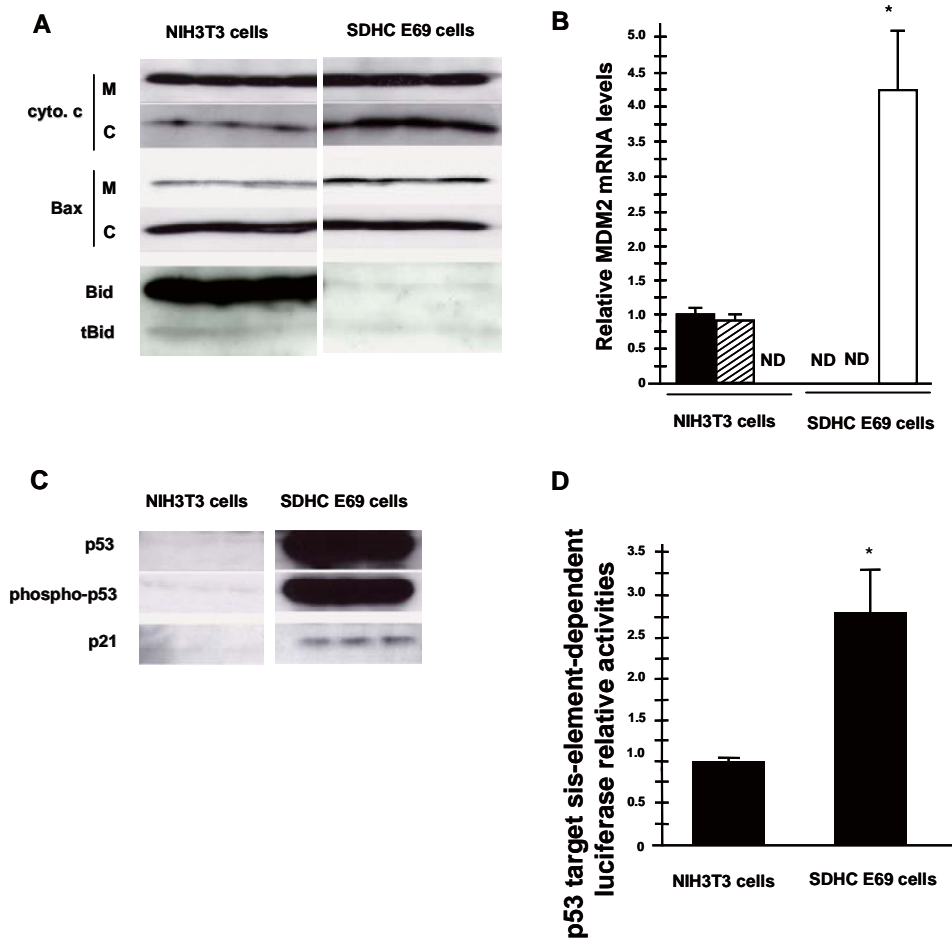 A
NIH3T3 cells
SDHC E69 cells
cyto. c
M
C
Bax
M
C
Bid
tBid
B
*
Relative MDM2 mRNA levels
5.0
4.5
4.0
3.5
3.0
2.5
2.0
1.5
1.0
0.5
0
ND
ND
ND
NIH3T3 cells
SDHC E69 cells
C
NIH3T3 cells
SDHC E69 cells
p53
phospho-p53
p21
D
p53 target sis-element-dependent
luciferase relative activities
*
3.5
3.0
2.5
2.0
1.5
1.0
0.5
0
NIH3T3 cells
SDHC E69 cells